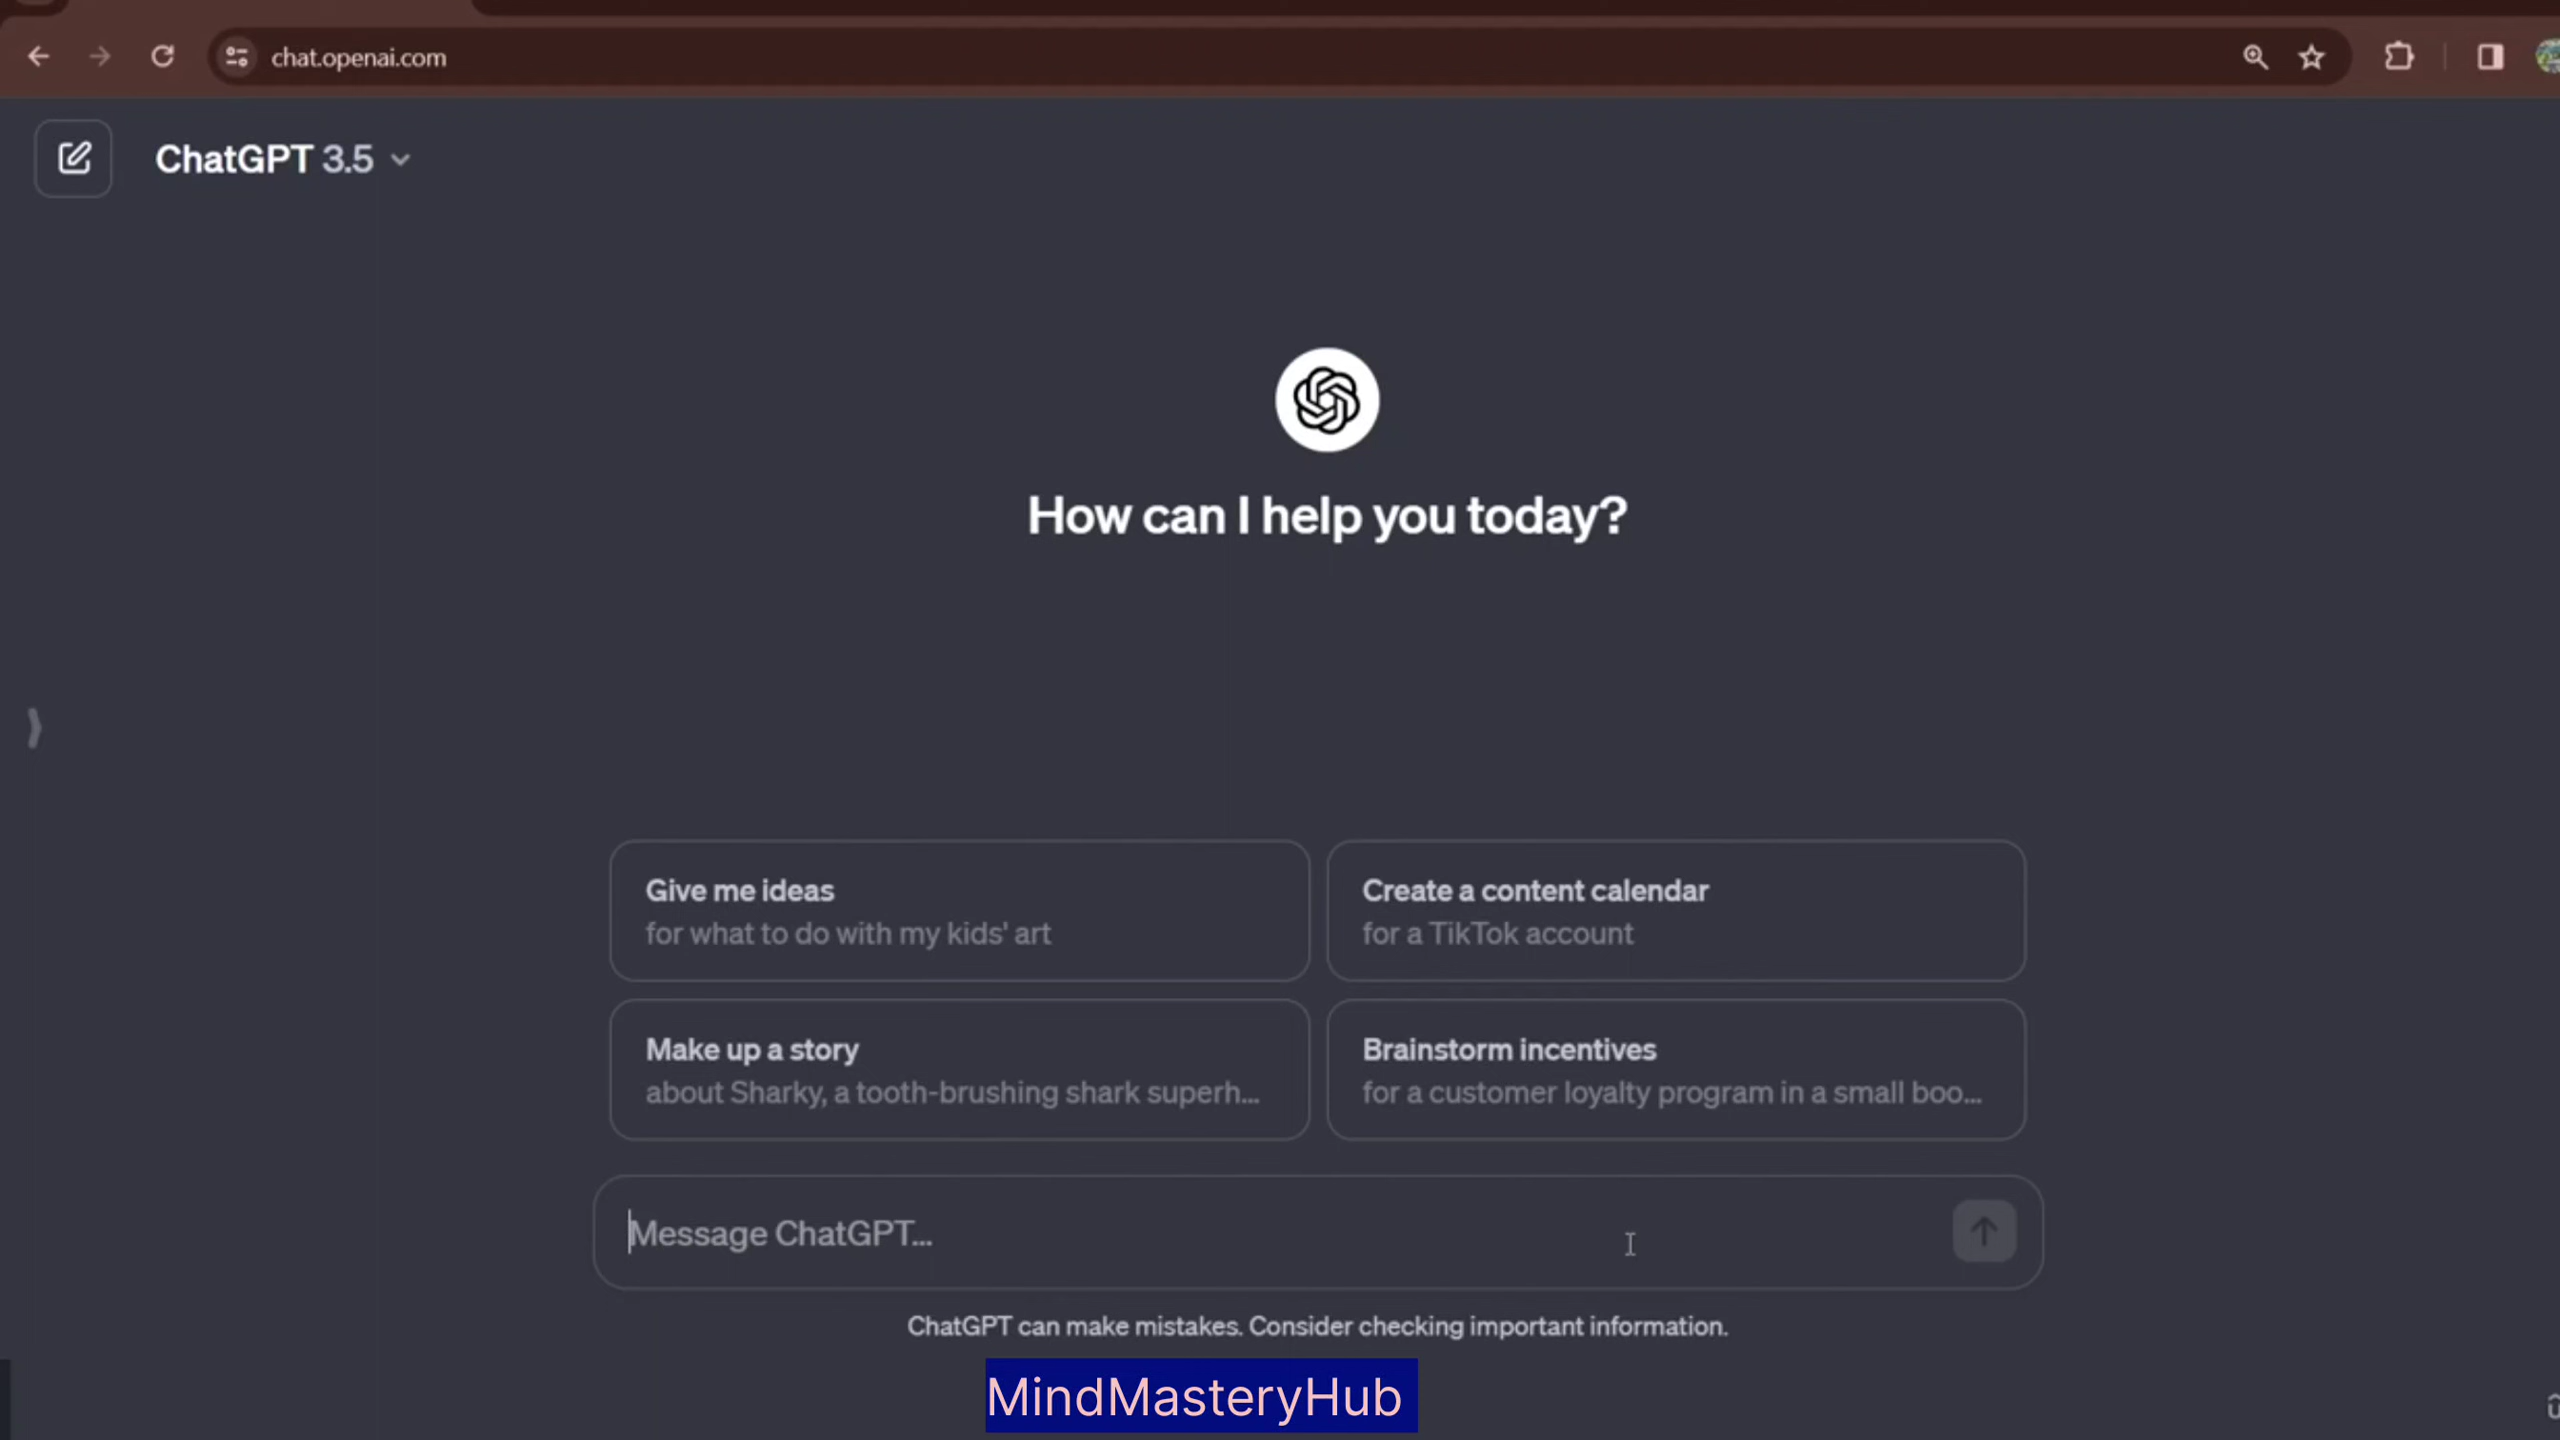 chat.openai.com
ChatGPT 3.5
How can I help you today?
Give me ideas
for what to do with my kids' art
Create a content calendar
for a TikTok account
Make up a story
about Sharky, a tooth-brushing shark superh...
Brainstorm incentives
for a customer loyalty program in a small boo...
Message ChatGPT...
ChatGPT can make mistakes. Consider checking important information.
MindMasteryHub